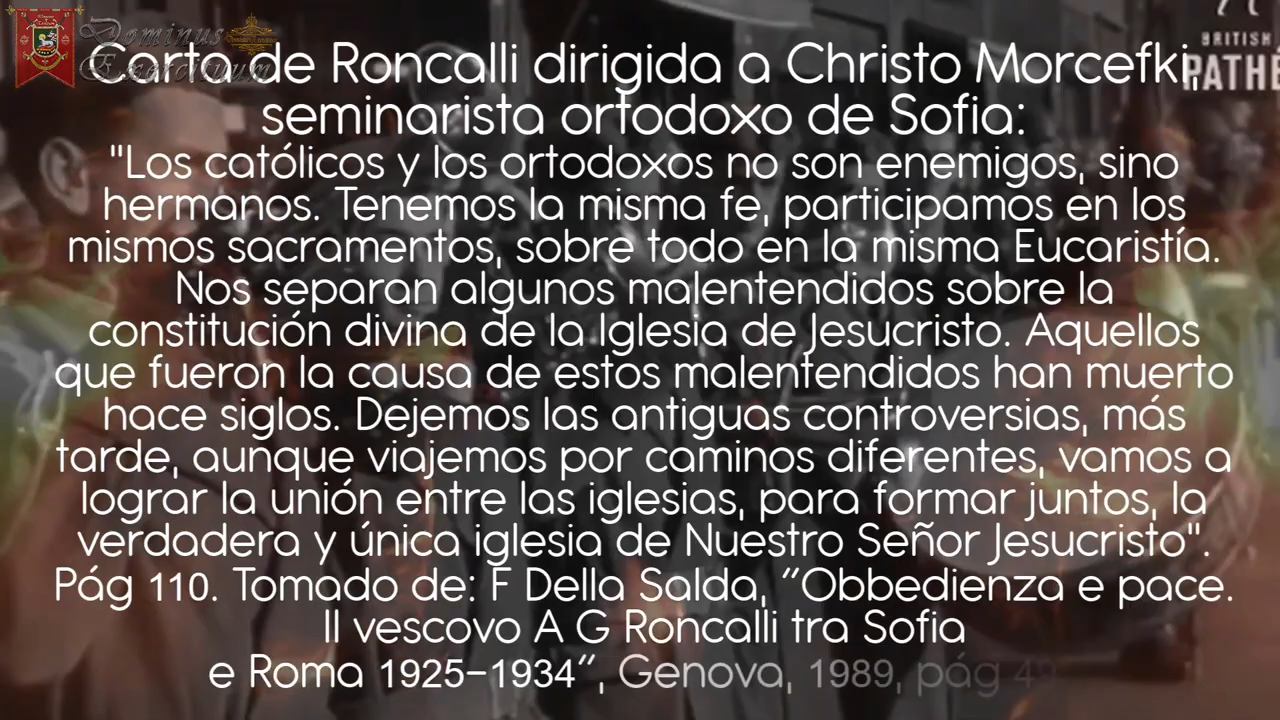 Dominus
Exercituum
BRITISH
PATHÉ
Carta de Roncalli dirigida a Christo Morcefki,
seminarista ortodoxo de Sofia:
"Los católicos y los ortodoxos no son enemigos, sino
hermanos. Tenemos la misma fe, participamos en los
mismos sacramentos, sobre todo en la misma Eucaristía.
Nos separan algunos malentendidos sobre la
constitución divina de la Iglesia de Jesucristo. Aquellos
que fueron la causa de estos malentendidos han muerto
hace siglos. Dejemos las antiguas controversias, más
tarde, aunque viajemos por caminos diferentes, vamos a
lograr la unión entre las iglesias, para formar juntos, la
verdadera y única iglesia de Nuestro Señor Jesucristo".
Pág 110. Tomado de: F Della Salda, "Obbedienza e pace.
Il vescovo A G Roncalli tra Sofia
e Roma 1925-1934", Genova, 1989, pág